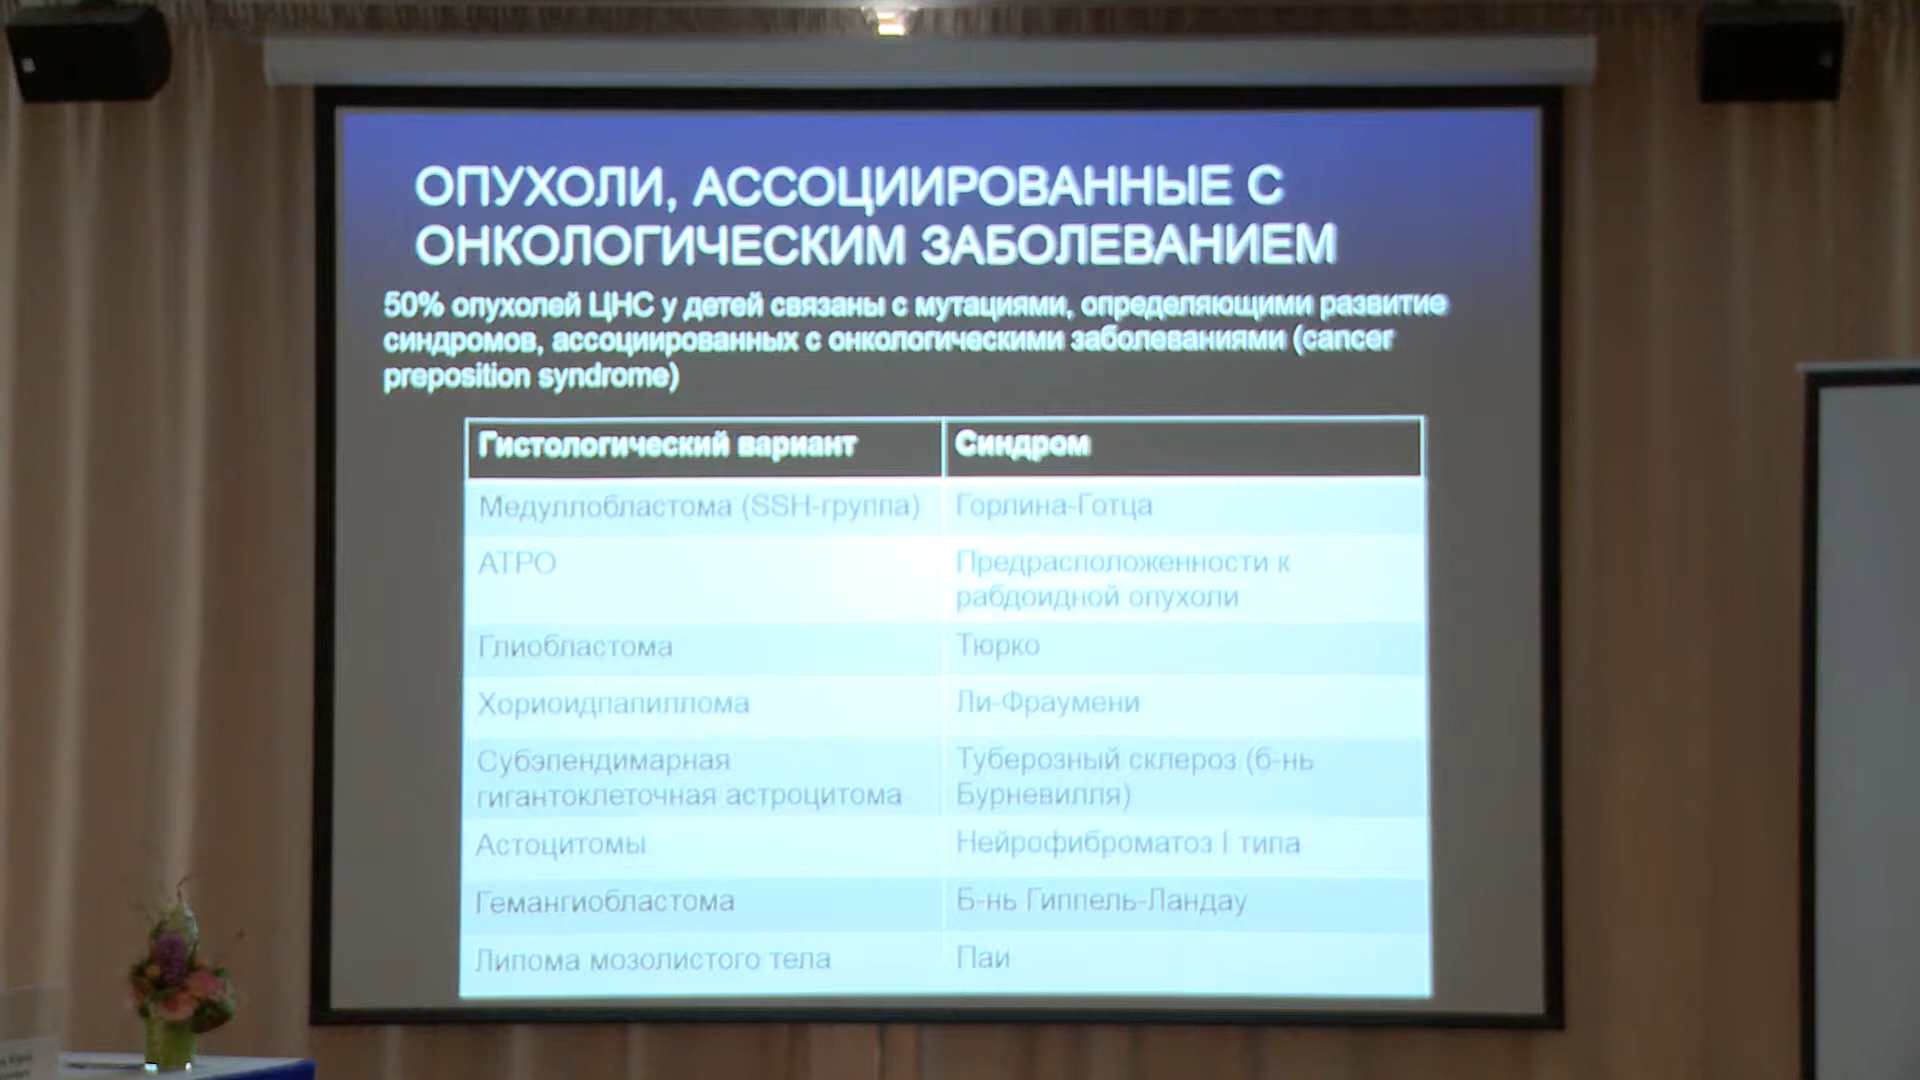 ОПУХОЛИ, АССОЦИИРОВАННЫЕ С
ОНКОЛОГИЧЕСКИМ ЗАБОЛЕВАНИЕМ
50% опухолей ЦНС у детей связаны с мутациями, определяющими развитие
синдромов, ассоциированных с онкологическими заболеваниями (cancer
preposition syndrome)
Гистологический вариант Синдром
Медуллобластома (SSH-группа) Горлина-Готца
АТРО Предрасположенности к
рабдоидной опухоли
Глиобластома Тюрко
Хориоидпапиллома Ли-Фраумени
Субэпендимарная Туберозный склероз (б-нь
гигантоклеточная астроцитома Бурневилля)
Астоцитомы Нейрофиброматоз I типа
Гемангиобластома Б-нь Гиппель-Ландау
Липома мозолистого тела Паи